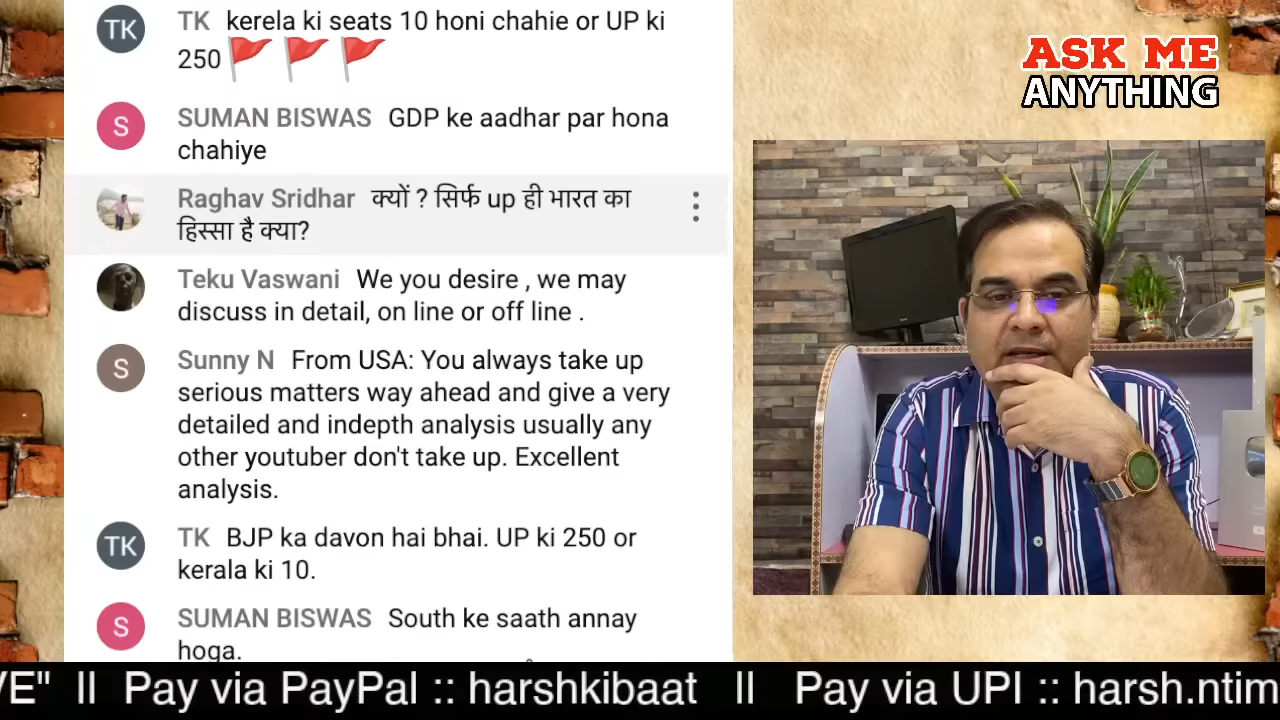 TK kerela ki seats 10 honi chahie or UP ki
250 🚩 🚩 🚩
SUMAN BISWAS GDP ke aadhar par hona
chahiye
Raghav Sridhar क्यों ? सिर्फ up ही भारत का
हिस्सा है क्या?
Teku Vaswani We you desire , we may
discuss in detail, on line or off line .
Sunny N From USA: You always take up
serious matters way ahead and give a very
detailed and indepth analysis usually any
other youtuber don't take up. Excellent
analysis.
TK BJP ka davon hai bhai. UP ki 250 or
kerala ki 10.
SUMAN BISWAS South ke saath annay
hoga.
TK
S
S
TK
S
ASK ME
ANYTHING
VE" ll Pay via PayPal :: harshkibaat ll Pay via UPI :: harsh.ntim